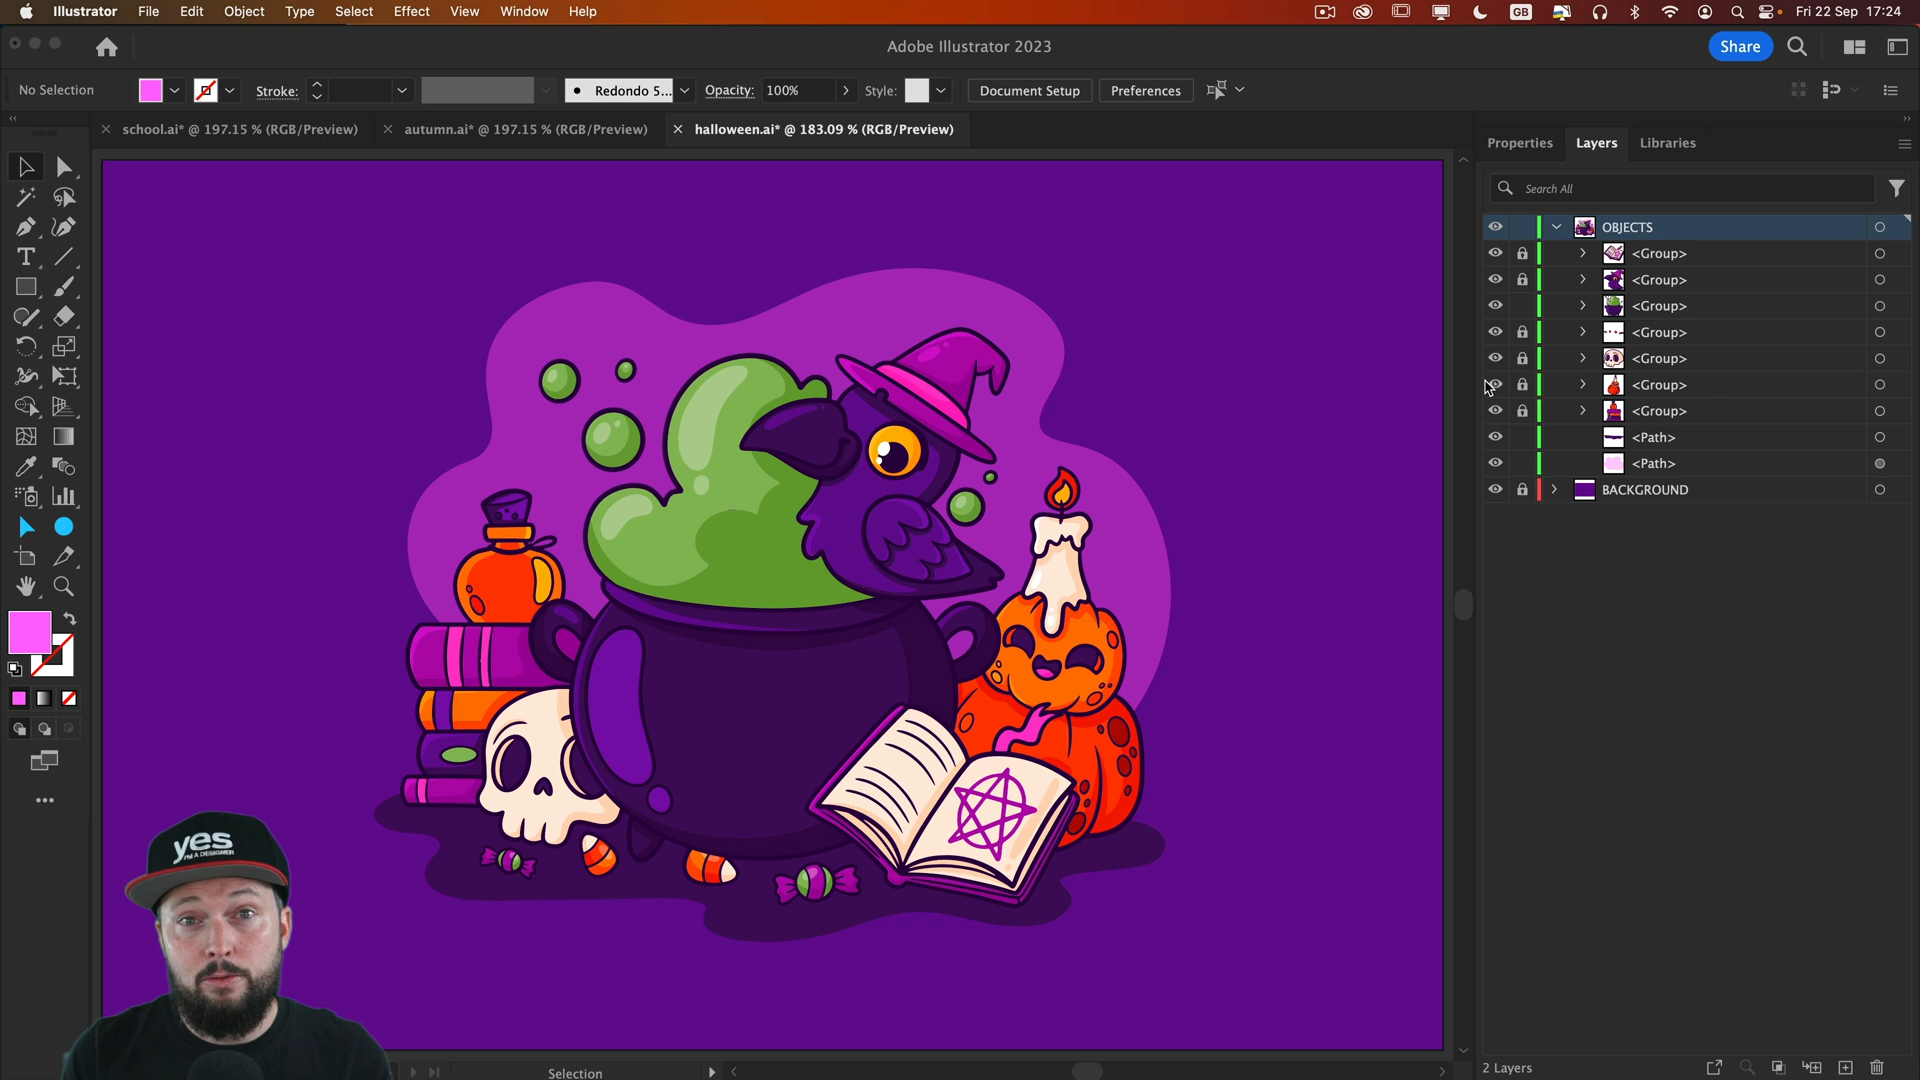 Illustrator File Edit Object Type Select Effect View Window Help GB Fri 22 Sep 17:24
Adobe Illustrator 2023 Share
No Selection Stroke: Redondo 5... Opacity: 100% Style: Document Setup Preferences
school.ai* @ 197.15 % (RGB/Preview) autumn.ai* @ 197.15 % (RGB/Preview) halloween.ai* @ 183.09 % (RGB/Preview)
Properties Layers Libraries
Search All
OBJECTS
<Group>
<Group>
<Group>
<Group>
<Group>
<Group>
<Group>
<Path>
<Path>
BACKGROUND
yes
I'M A DESIGNER
2 Layers
Selection